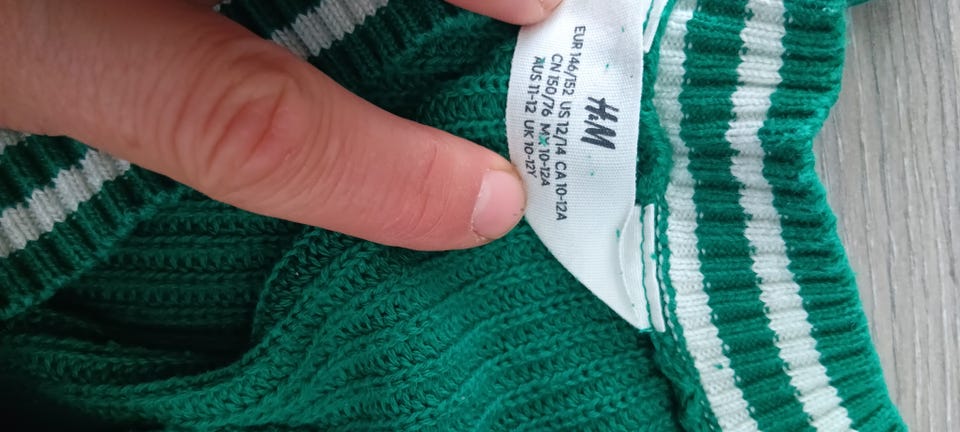 H&M
EUR 146/152 US 12/14 CA 10-12A
CN 150/76 MX 10-12A
AUS 11-12 UK 10-12Y